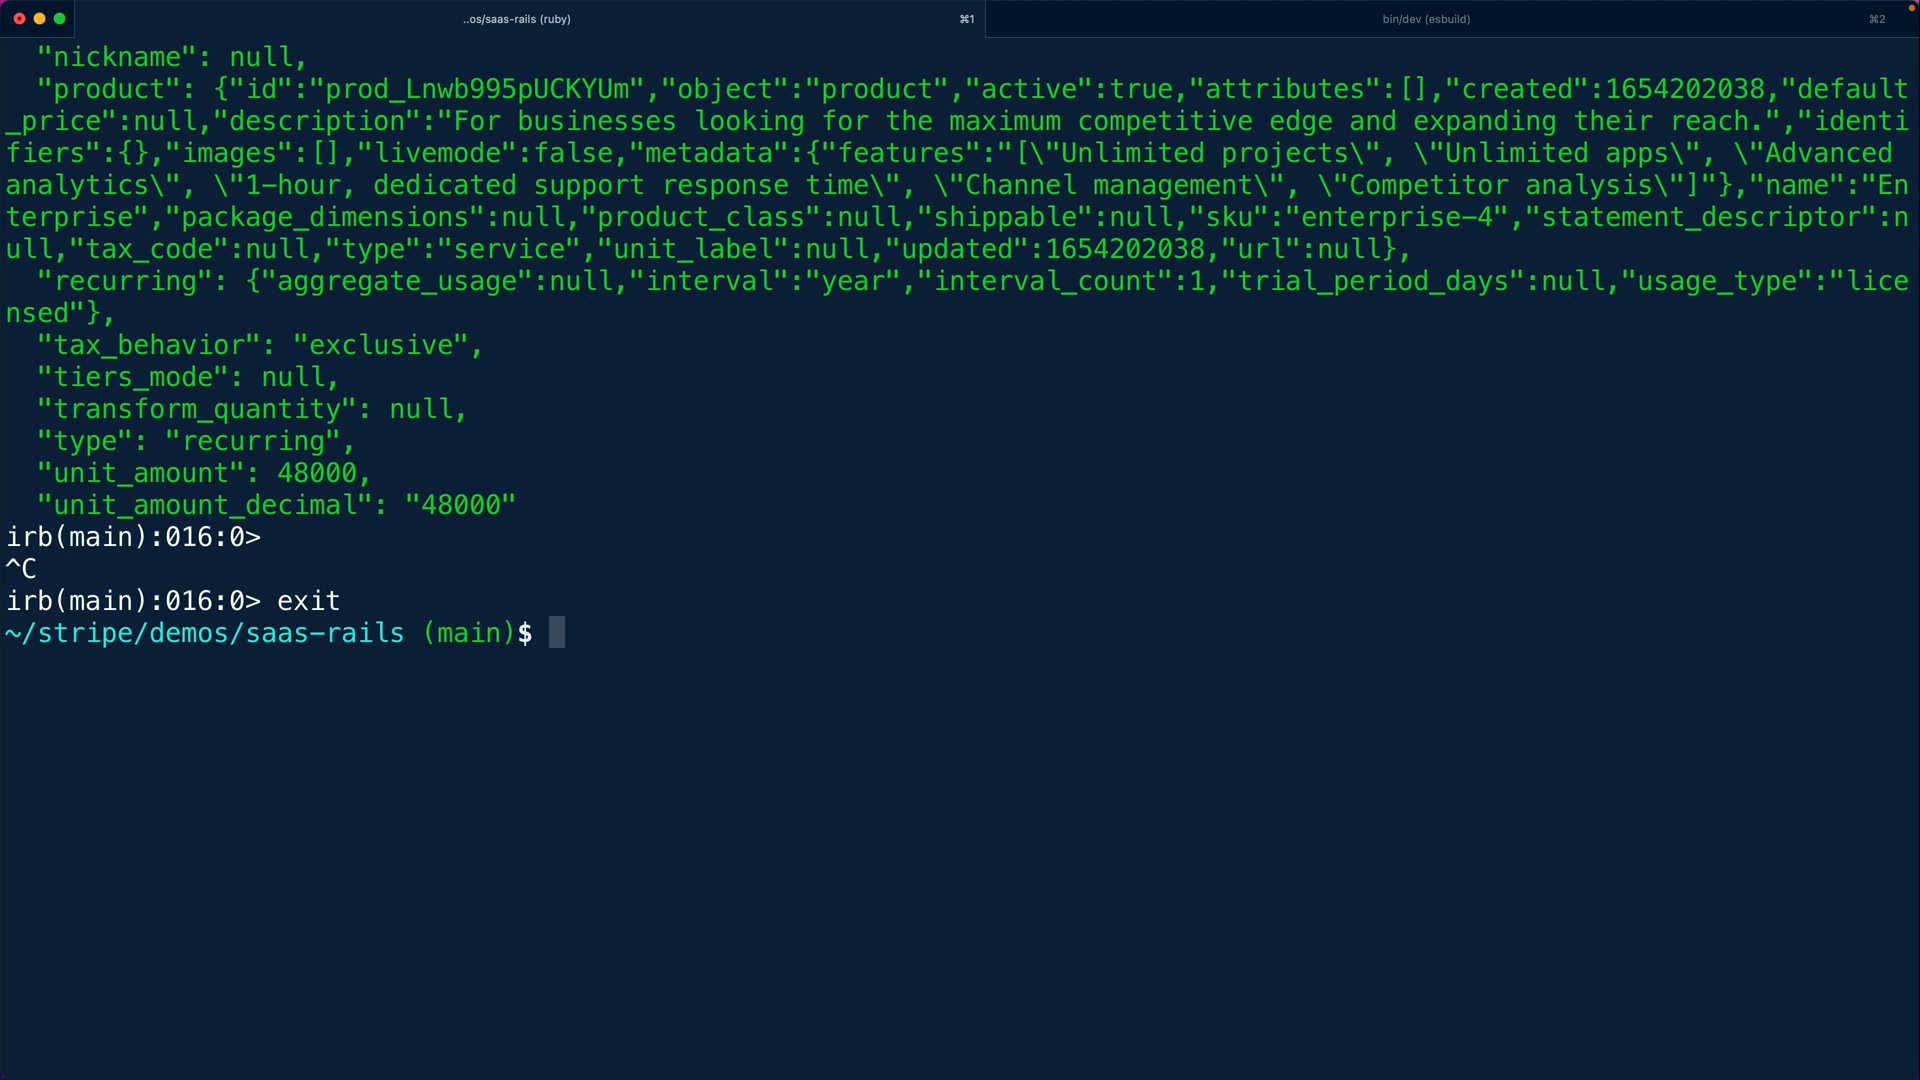 ..os/saas-rails (ruby) ⌘1 bin/dev (esbuild) ⌘2
"nickname": null,
"product": {"id":"prod_Lnwb995pUCKYUm","object":"product","active":true,"attributes":[],"created":1654202038,"default
_price":null,"description":"For businesses looking for the maximum competitive edge and expanding their reach.","identi
fiers":{},"images":[],"livemode":false,"metadata":{"features":"[\"Unlimited projects\", \"Unlimited apps\", \"Advanced
analytics\", \"1-hour, dedicated support response time\", \"Channel management\", \"Competitor analysis\"]"},"name":"En
terprise","package_dimensions":null,"product_class":null,"shippable":null,"sku":"enterprise-4","statement_descriptor":n
ull,"tax_code":null,"type":"service","unit_label":null,"updated":1654202038,"url":null},
"recurring": {"aggregate_usage":null,"interval":"year","interval_count":1,"trial_period_days":null,"usage_type":"lice
nsed"},
"tax_behavior": "exclusive",
"tiers_mode": null,
"transform_quantity": null,
"type": "recurring",
"unit_amount": 48000,
"unit_amount_decimal": "48000"
irb(main):016:0>
^C
irb(main):016:0> exit
~/stripe/demos/saas-rails (main)$